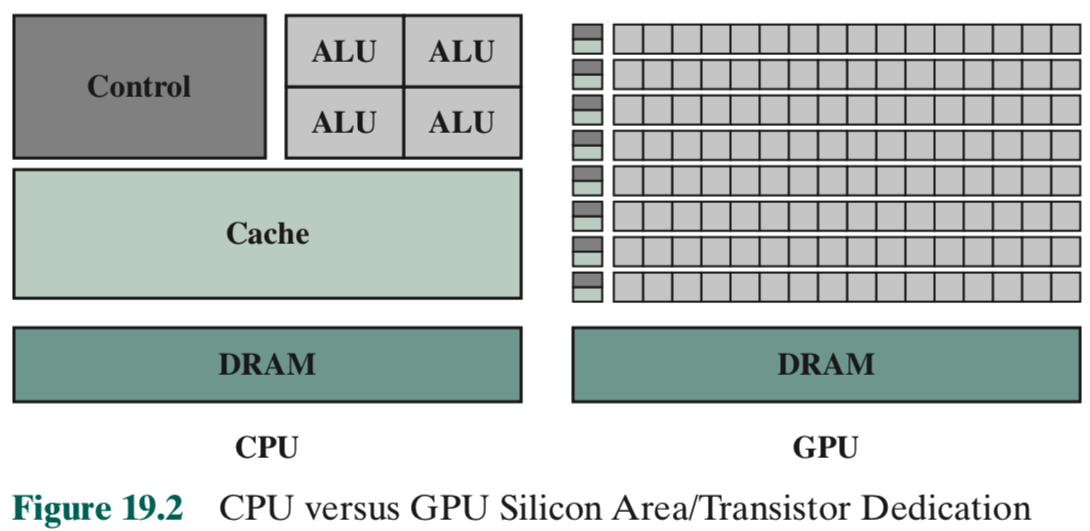 Control
ALU ALU
ALU ALU
Cache
DRAM
CPU
DRAM
GPU
Figure 19.2 CPU versus GPU Silicon Area/Transistor Dedication